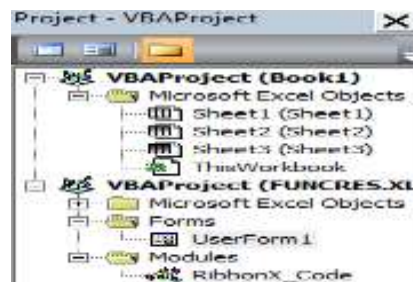 Project - VBAProject
VBAProject (Book1)
Microsoft Excel Objects
Sheet1 (Sheet1)
Sheet2 (Sheet2)
Sheet3 (Sheet3)
ThisWorkbook
VBAProject (FUNCRES.XL
Microsoft Excel Objects
Forms
UserForm1
Modules
RibbonX_Code